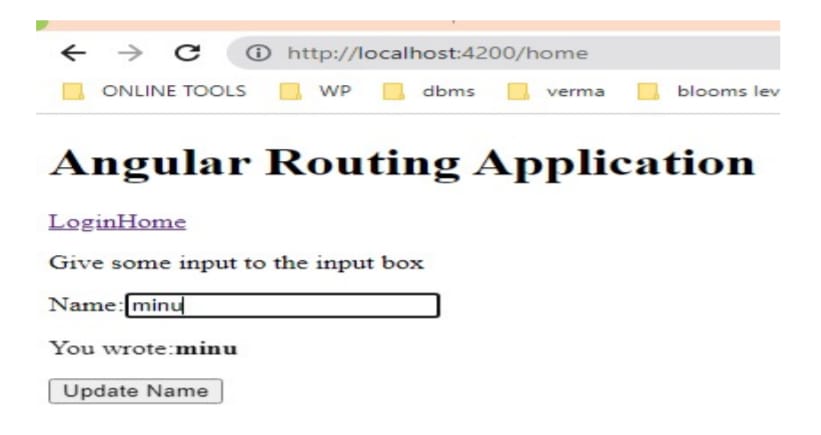 http://localhost:4200/home
ONLINE TOOLS WP dbms verma blooms lev
Angular Routing Application
LoginHome
Give some input to the input box
Name:minu
You wrote:minu
Update Name